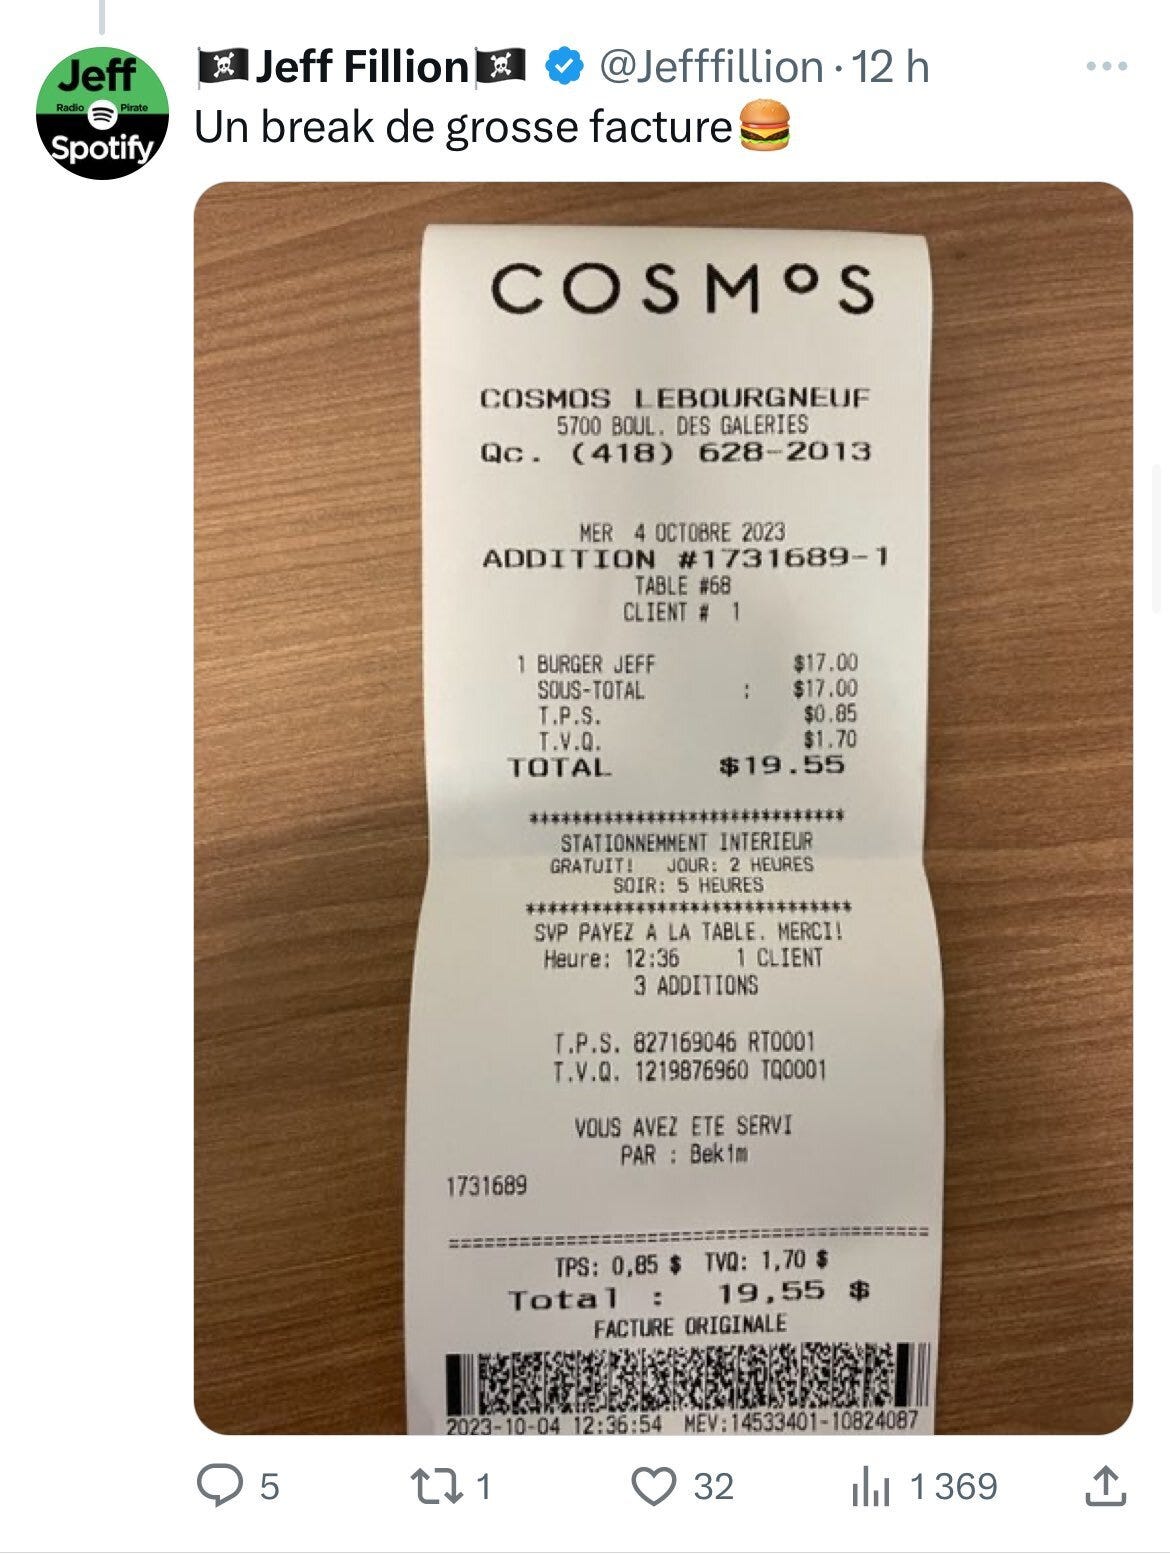 Jeff
Radio Pirate
Spotify
🏴‍☠️Jeff Fillion🏴‍☠️ @Jefffillion · 12 h
Un break de grosse facture🍔
COSMOS
COSMOS LEBOURGNEUF
5700 BOUL. DES GALERIES
Qc. (418) 628-2013
MER 4 OCTOBRE 2023
ADDITION #1731689-1
TABLE #68
CLIENT # 1
1 BURGER JEFF $17.00
SOUS-TOTAL : $17.00
T.P.S. $0.85
T.V.Q. $1.70
TOTAL $19.55
******************************
STATIONNEMMENT INTERIEUR
GRATUIT! JOUR: 2 HEURES
SOIR: 5 HEURES
*******************************
SVP PAYEZ A LA TABLE. MERCI!
Heure: 12:36 1 CLIENT
3 ADDITIONS
T.P.S. 827169046 RT0001
T.V.Q. 1219876960 TQ0001
VOUS AVEZ ETE SERVI
PAR : Bekim
1731689
================================================
TPS: 0,85 $ TVQ: 1,70 $
Total : 19,55 $
FACTURE ORIGINALE
2023-10-04 12:36:54 MEV:14533401-10824087
5 1 32 1 369